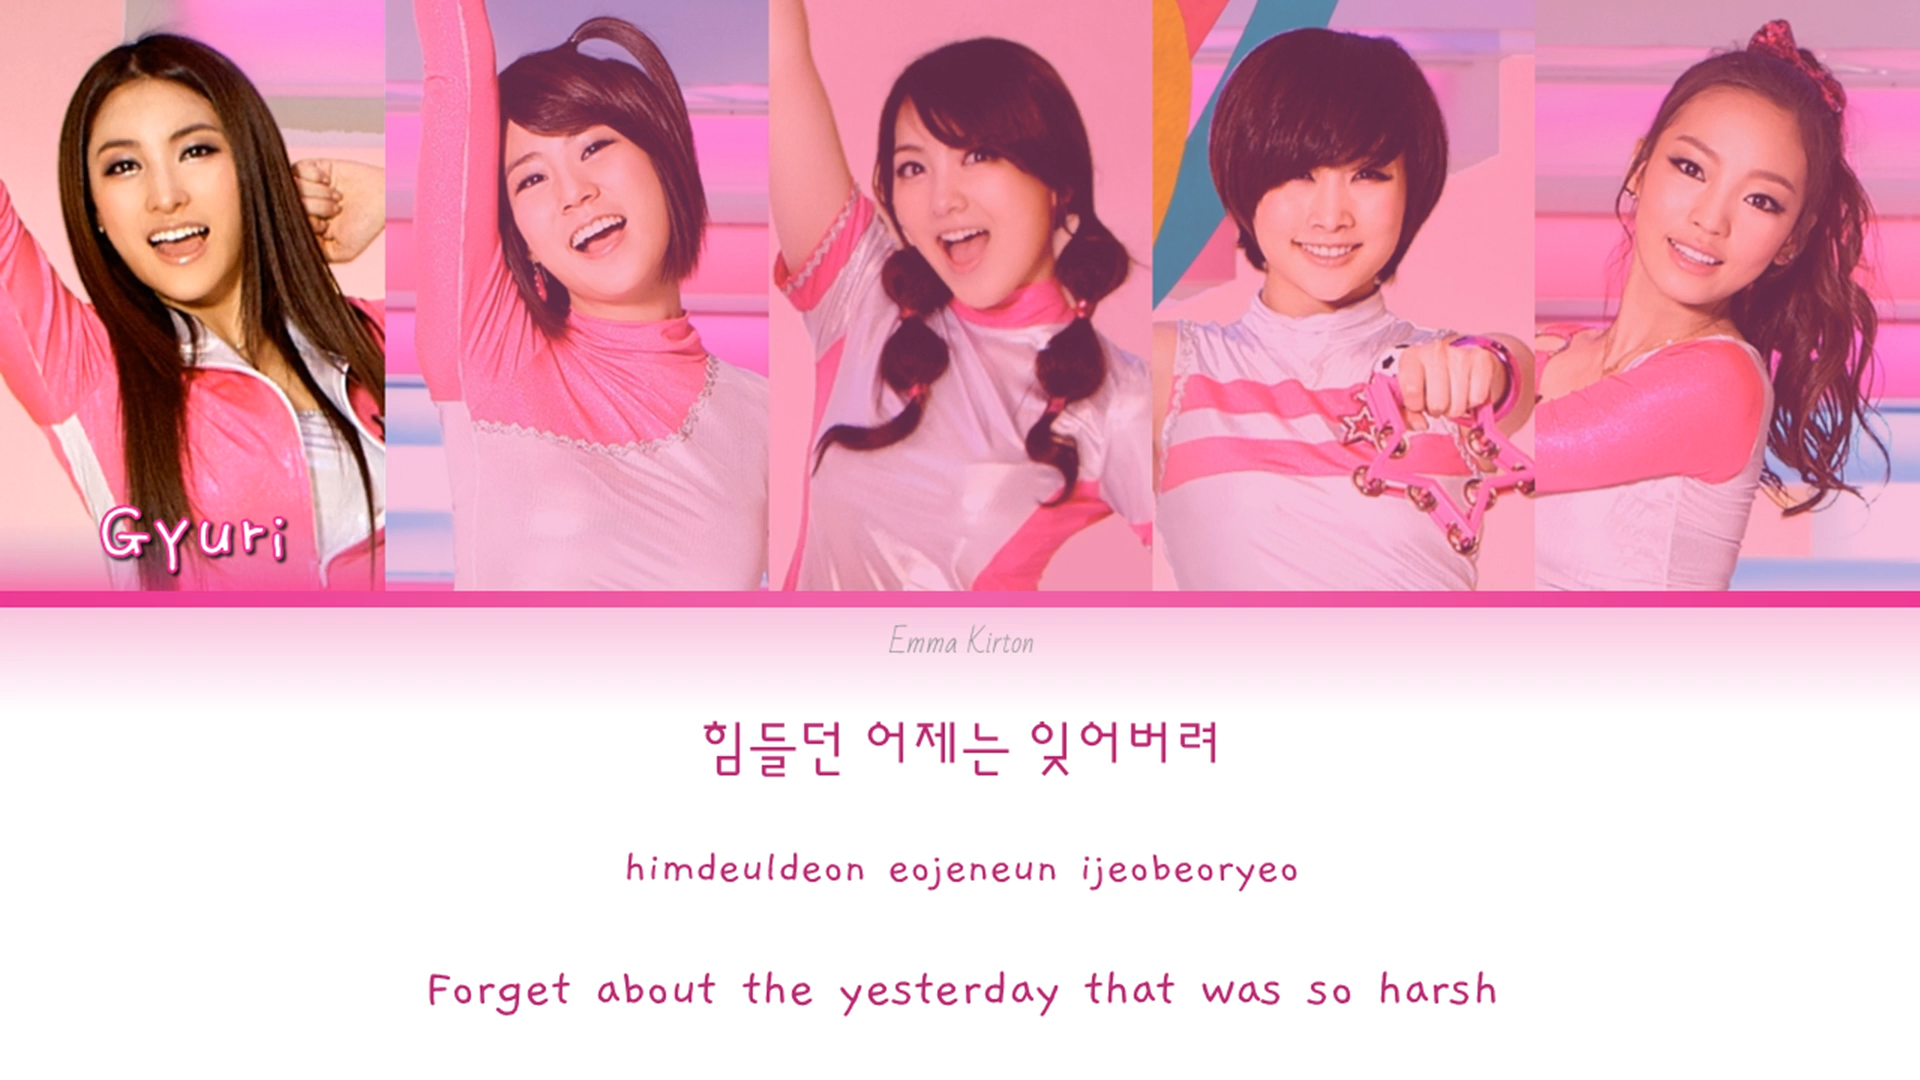 Gyuri
Emma Kirton
힘들던 어제는 잊어버려
himdeuldeon eojeneun ijeobeoryeo
Forget about the yesterday that was so harsh